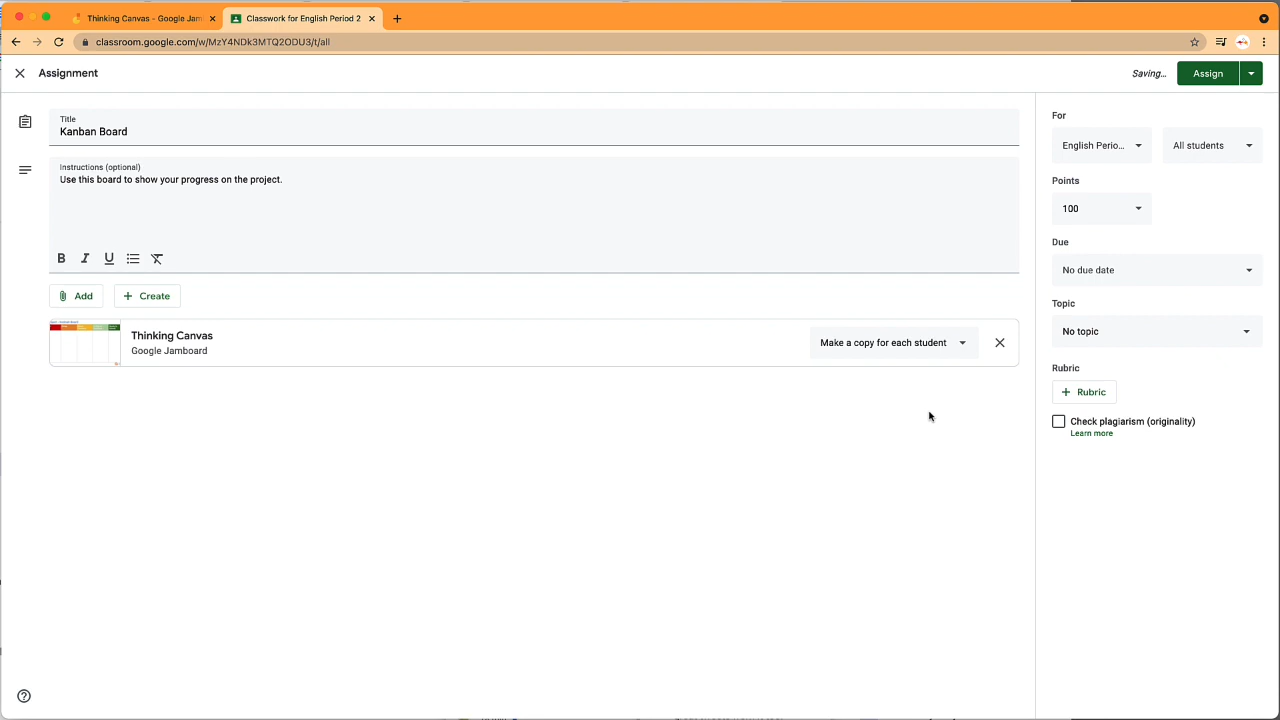 Thinking Canvas - Google Jam
Classwork for English Period 2
classroom.google.com/w/MzY4NDk3MTQ2ODU3/t/all
Assignment
Saving...
Assign
Title
Kanban Board
Instructions (optional)
Use this board to show your progress on the project.
B I U
Add
+ Create
Thinking Canvas
Google Jamboard
Make a copy for each student
For
English Perio...
All students
Points
100
Due
No due date
Topic
No topic
Rubric
+ Rubric
Check plagiarism (originality)
Learn more